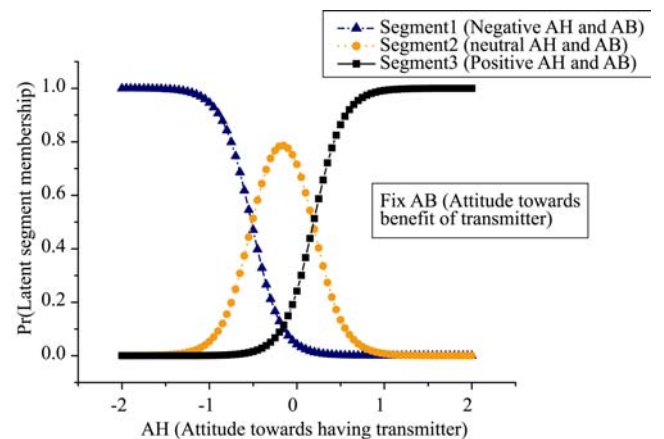 Segment1 (Negative AH and AB)
Segment2 (neutral AH and AB)
Segment3 (Positive AH and AB)
Pr(Latent segment membership)
1.0
0.8
0.6
0.4
0.2
0.0
Fix AB (Attitude towards
benefit of transmitter)
-2
-1
0
1
2
AH (Attitude towards having transmitter)